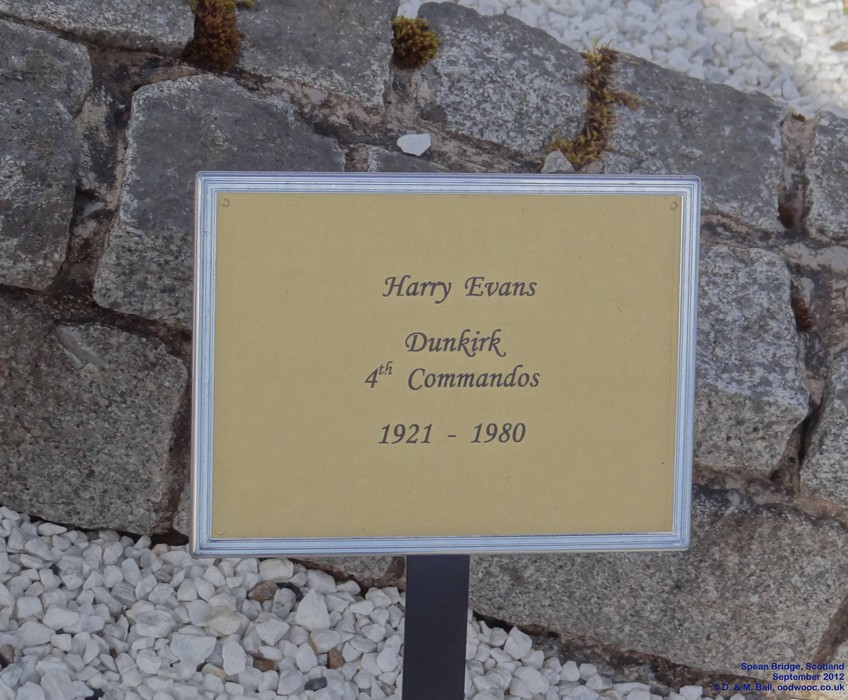 Harry Evans
Dunkirk
4th Commandos
1921 - 1980
Spean Bridge, Scotland
September 2012
© D. & M. Ball, oodwooc.co.uk